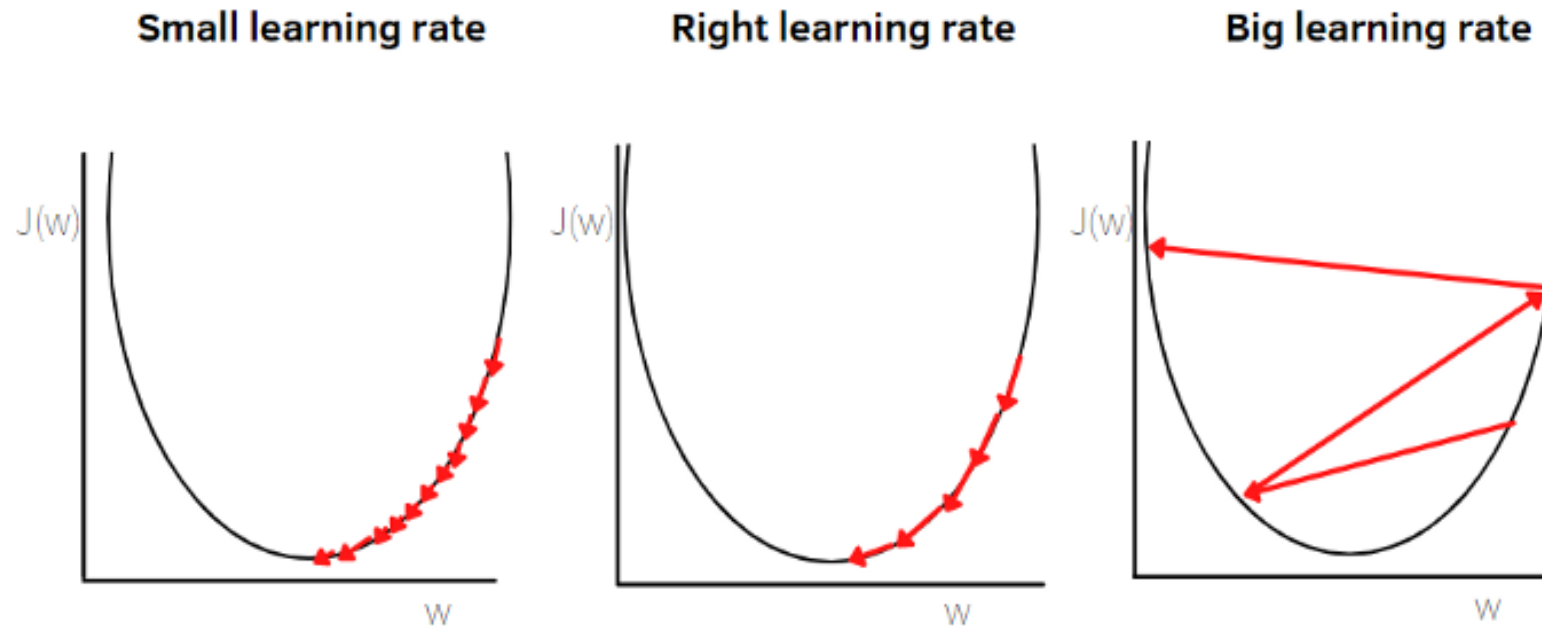 Small learning rate
Right learning rate
Big learning rate
J(w)
J(w)
J(w)
w
w
w